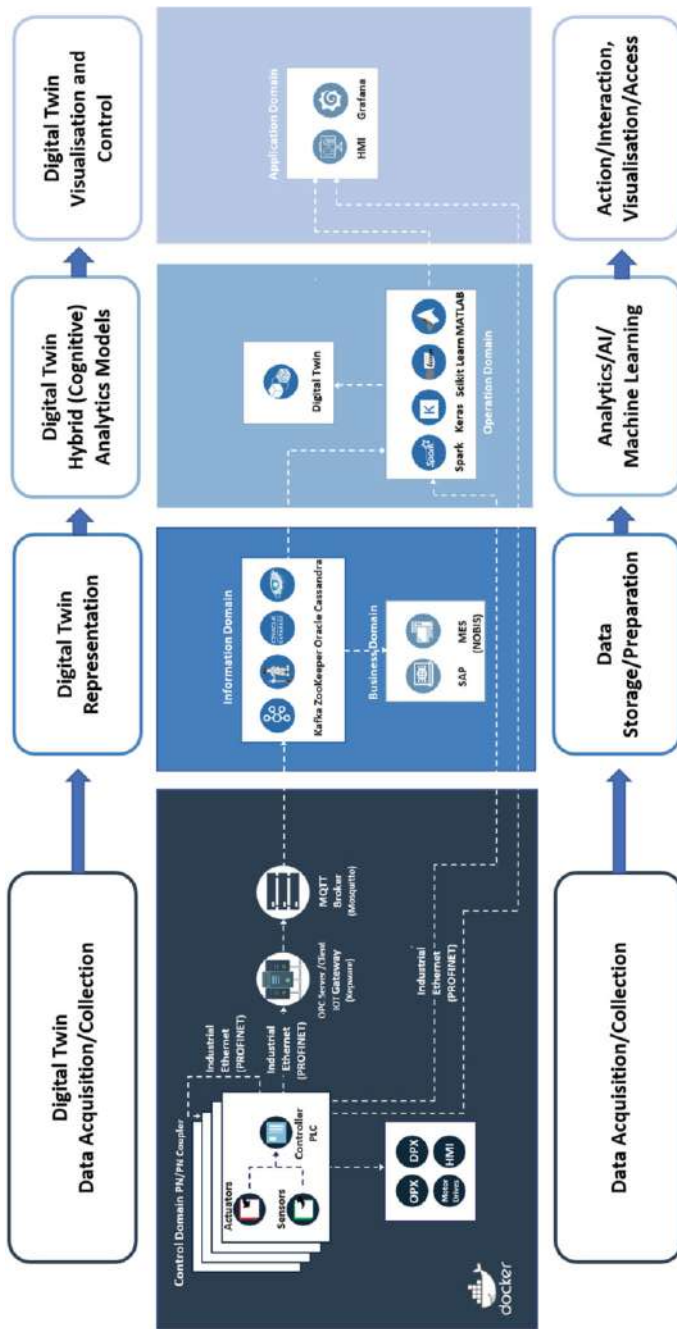 Digital Twin
Data Acquisition/Collection
Digital Twin
Representation
Digital Twin
Hybrid (Cognitive)
Analytics Models
Digital Twin
Visualisation and
Control
Control Domain PN/PN Coupler
Actuators
Sensors
Controller
PLC
Industrial
Ethernet
(PROFINET)
Industrial
Ethernet
(PROFINET)
OPC Server/Client
IOT Gateway
(Kepware)
MQTT
Broker
(Mosquitto)
OPX
DPX
Motor
Drives
HMI
Industrial
Ethernet
(PROFINET)
docker
Information Domain
Kafka ZooKeeper Oracle Cassandra
Business Domain
SAP
MES
(NOBIS)
Digital Twin
Spark
K
Spark Keras Scikit Learn MATLAB
Operation Domain
Application Domain
HMI
Grafana
Data Acquisition/Collection
Data
Storage/Preparation
Analytics/AI/
Machine Learning
Action/Interaction,
Visualisation/Access